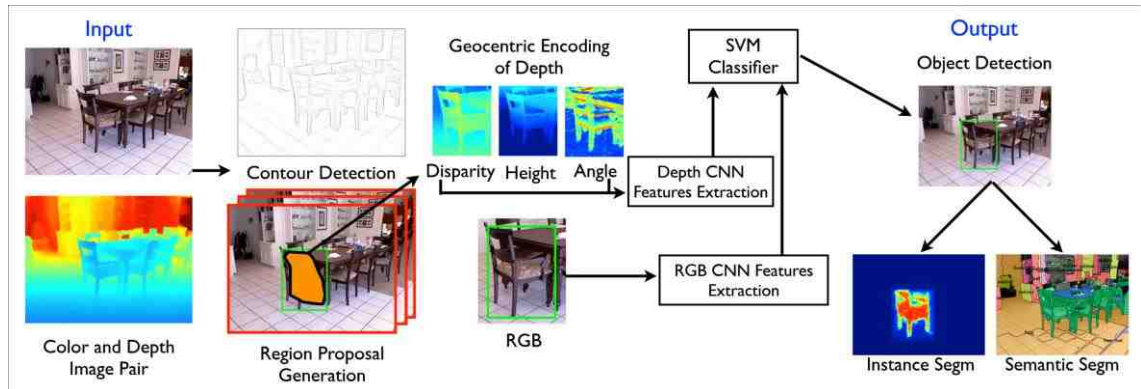 Input
Color and Depth
Image Pair
Contour Detection
Region Proposal
Generation
Geocentric Encoding
of Depth
Disparity
Height
Angle
RGB
Depth CNN
Features Extraction
RGB CNN Features
Extraction
SVM
Classifier
Output
Object Detection
Instance Segm
Semantic Segm